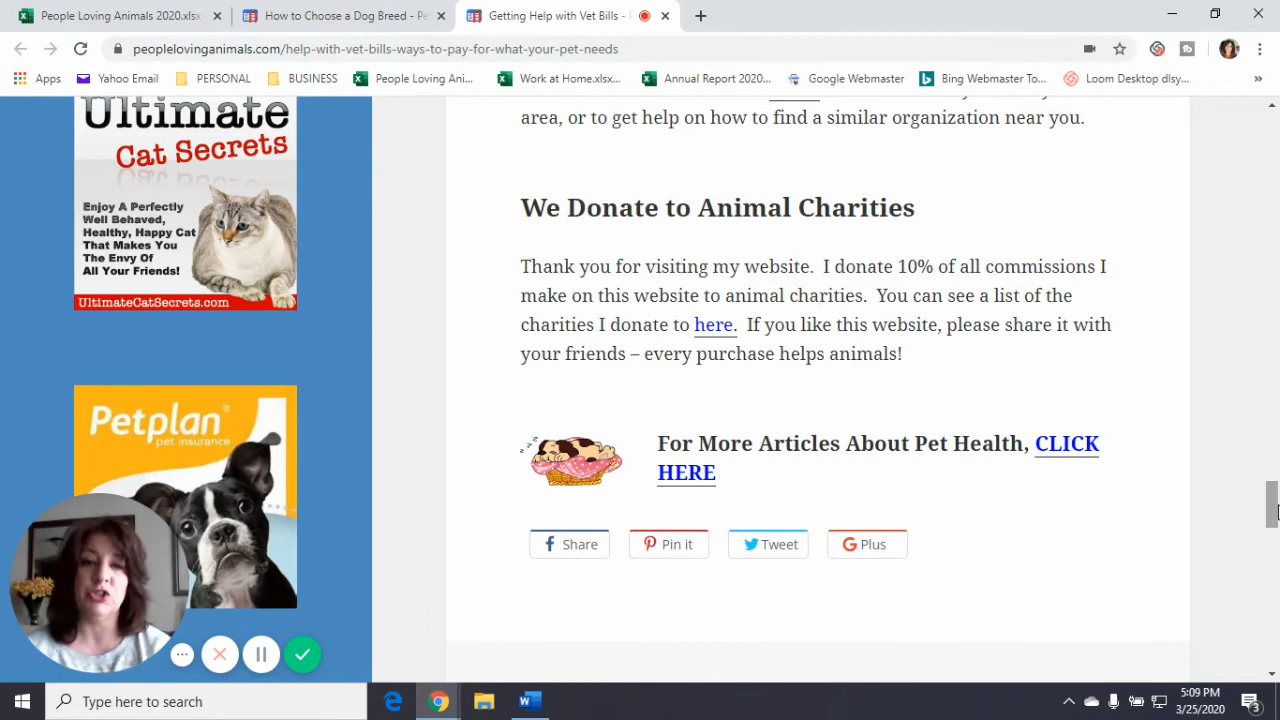 People Loving Animals 2020.xlsx
How to Choose a Dog Breed - Pe
Getting Help with Vet Bills -
peoplelovinganimals.com/help-with-vet-bills-ways-to-pay-for-what-your-pet-needs
Apps
Yahoo Email
PERSONAL
BUSINESS
People Loving Ani...
Work at Home.xlsx...
Annual Report 2020...
Google Webmaster
Bing Webmaster To...
Loom Desktop dlsy...
»
Ultimate
Cat Secrets
Enjoy A Perfectly
Well Behaved,
Healthy, Happy Cat
That Makes You
The Envy Of
All Your Friends!
UltimateCatSecrets.com
Petplan®
pet insurance
area, or to get help on how to find a similar organization near you.
We Donate to Animal Charities
Thank you for visiting my website. I donate 10% of all commissions I
make on this website to animal charities. You can see a list of the
charities I donate to here. If you like this website, please share it with
your friends – every purchase helps animals!
For More Articles About Pet Health, CLICK
HERE
Share
Pin it
Tweet
Plus
Type here to search
5:09 PM
3/25/2020
3